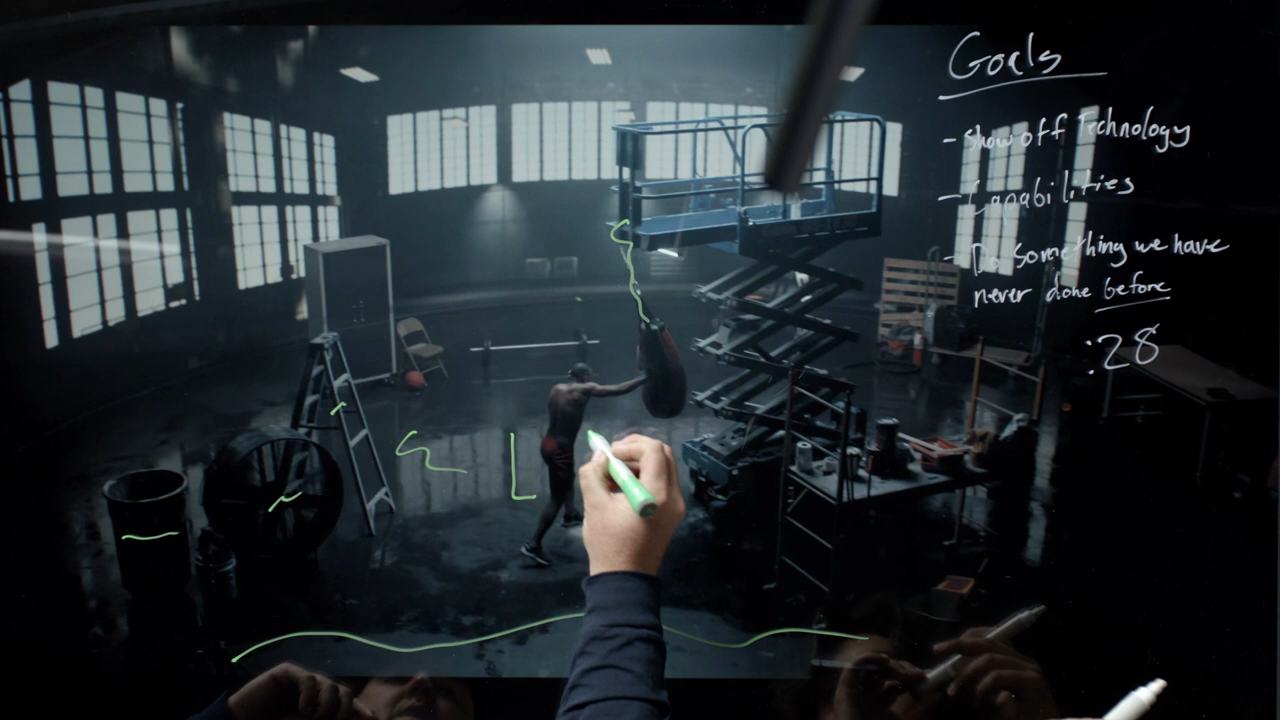 Goals
- Show off Technology
- Capabilities
- Do Something we have
never done before
:28